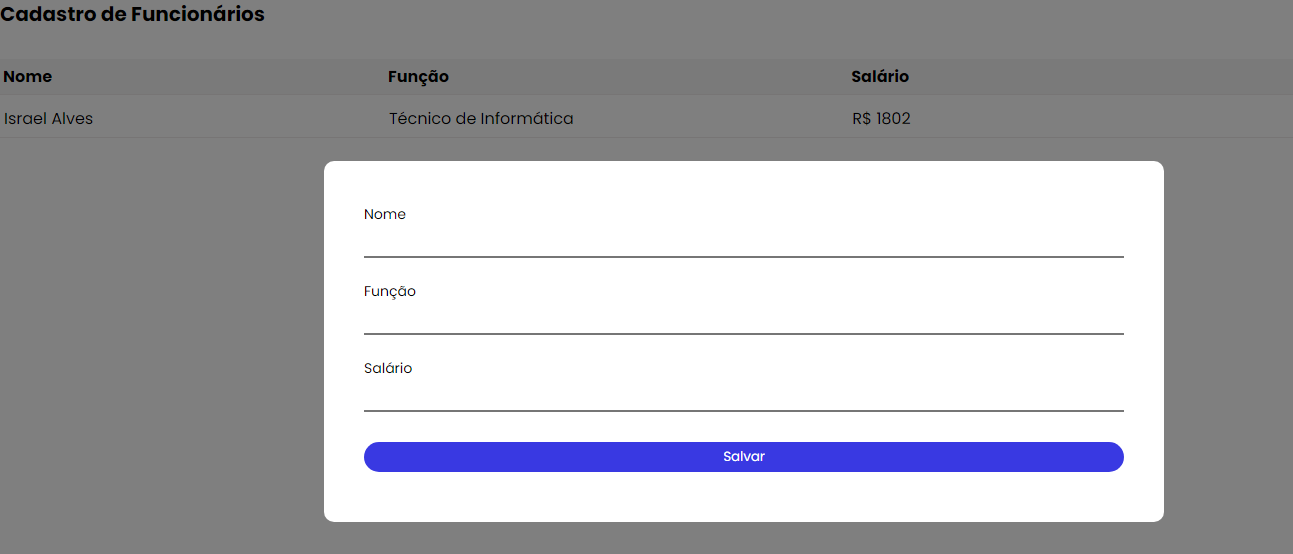 Cadastro de Funcionários
Nome Função Salário
Israel Alves Técnico de Informática R$ 1802
Nome
Função
Salário
Salvar